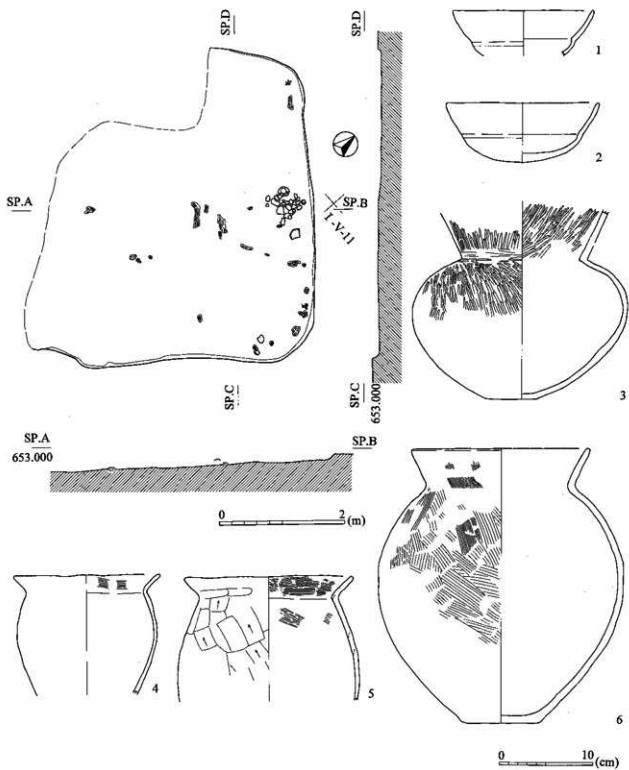 SP.D
SP.D
1
2
SP.A
SP.B
I-V-11
SP.C
SP.C
653.000
3
SP.A
SP.B
653.000
0 2 (m)
4
5
6
0 10 (cm)